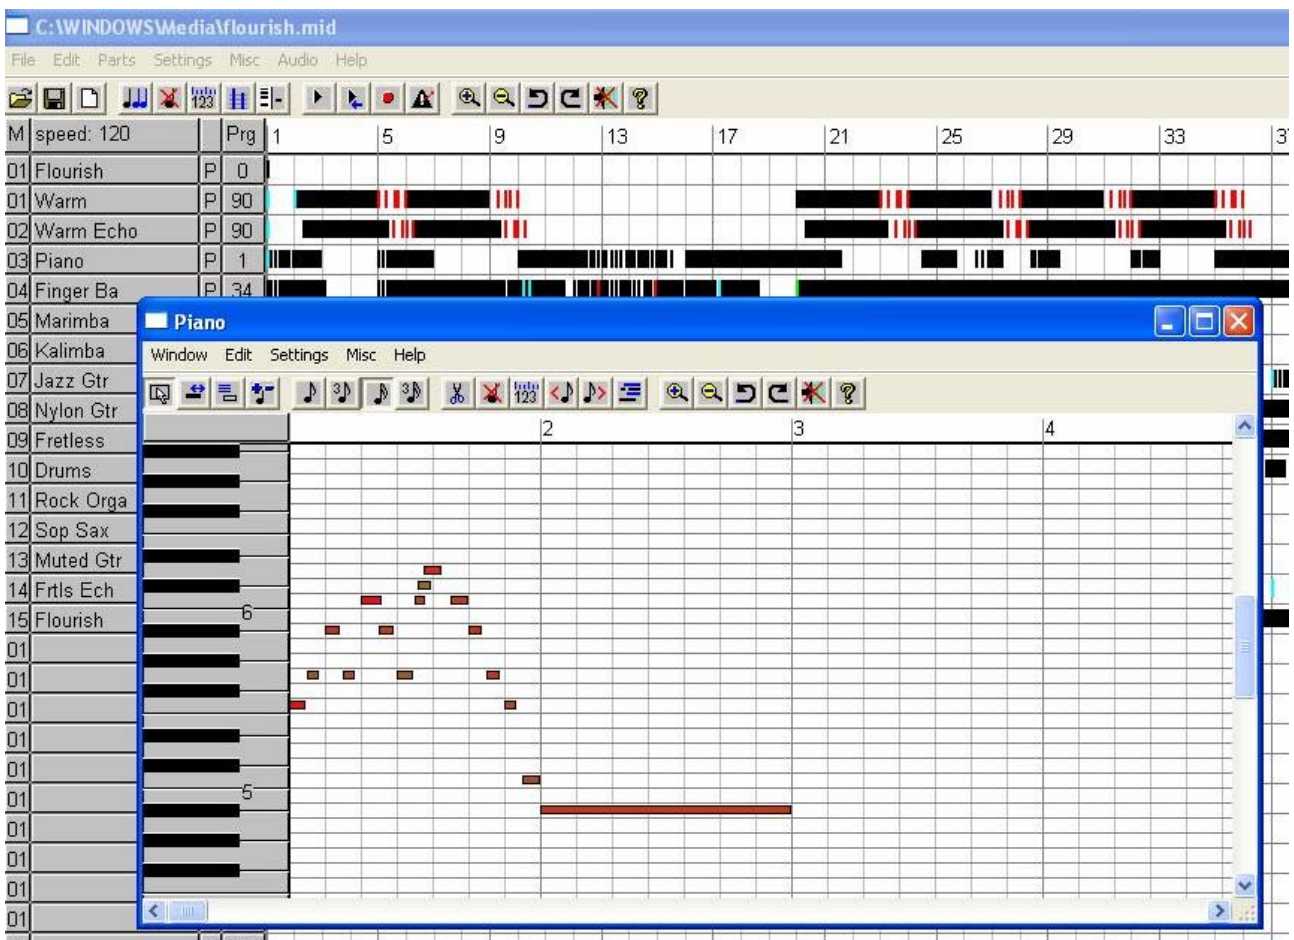 C:\WINDOWS\Media\flourish.mid
File Edit Parts Settings Misc Audio Help
123
M speed: 120 Prg 1 5 9 13 17 21 25 29 33
01 Flourish P 0
01 Warm P 90
02 Warm Echo P 90
03 Piano P 1
04 Finger Ba P 34
05 Marimba
06 Kalimba
07 Jazz Gtr
08 Nylon Gtr
09 Fretless
10 Drums
11 Rock Orga
12 Sop Sax
13 Muted Gtr
14 Frtls Ech
15 Flourish
01
01
01
01
01
01
01
01
01
01
Piano
Window Edit Settings Misc Help
3 3 123
2 3 4
6
5